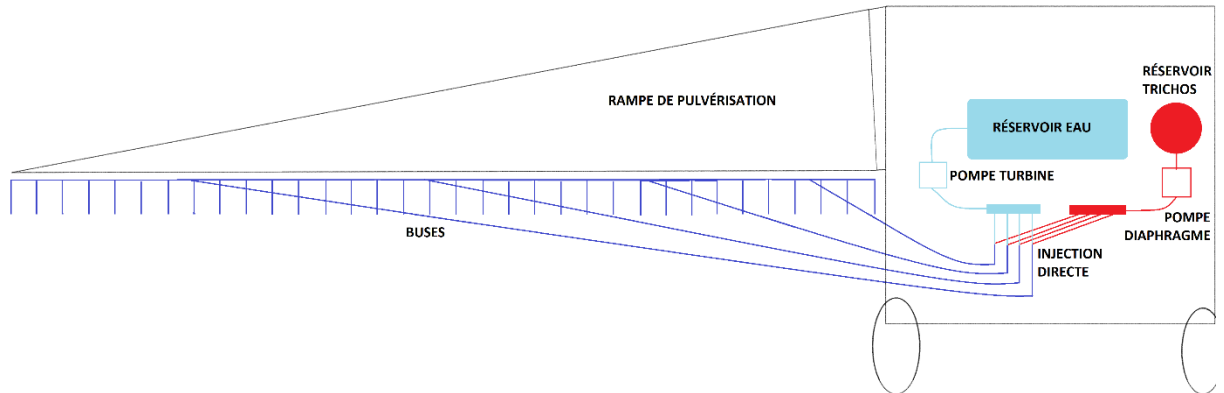 RÉSERVOIR
TRICHOS
RAMPE DE PULVÉRISATION
RÉSERVOIR EAU
POMPE TURBINE
POMPE
DIAPHRAGME
BUSES
INJECTION
DIRECTE